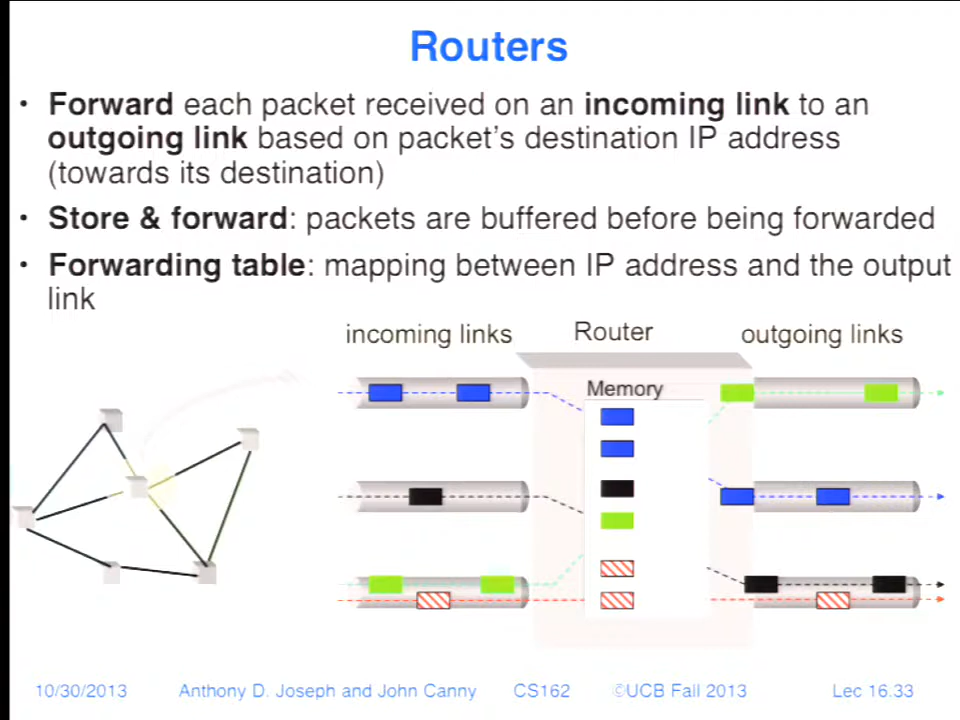 Routers
• Forward each packet received on an incoming link to an
outgoing link based on packet's destination IP address
(towards its destination)
• Store & forward: packets are buffered before being forwarded
• Forwarding table: mapping between IP address and the output
link
incoming links
Router
outgoing links
Memory
10/30/2013
Anthony D. Joseph and John Canny
CS162
©UCB Fall 2013
Lec 16.33